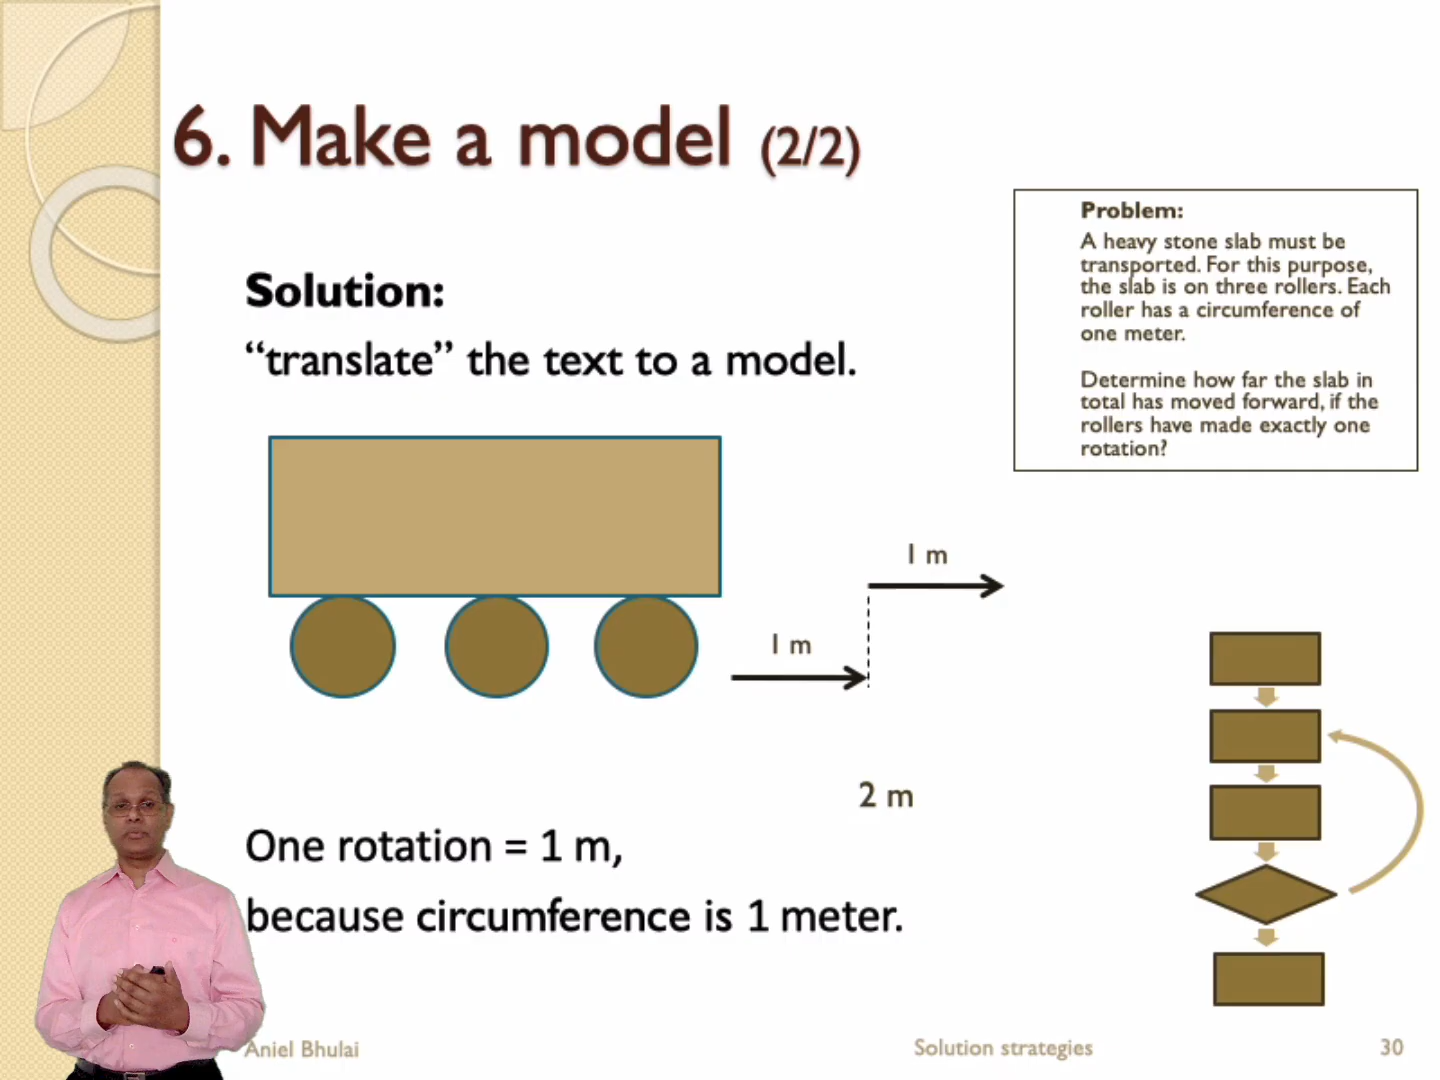 6. Make a model (2/2)
Problem:
A heavy stone slab must be
transported. For this purpose,
the slab is on three rollers. Each
roller has a circumference of
one meter.
Determine how far the slab in
total has moved forward, if the
rollers have made exactly one
rotation?
Solution:
“translate” the text to a model.
1 m
1 m
2 m
One rotation = 1 m,
because circumference is 1 meter.
Aniel Bhulai
Solution strategies
30